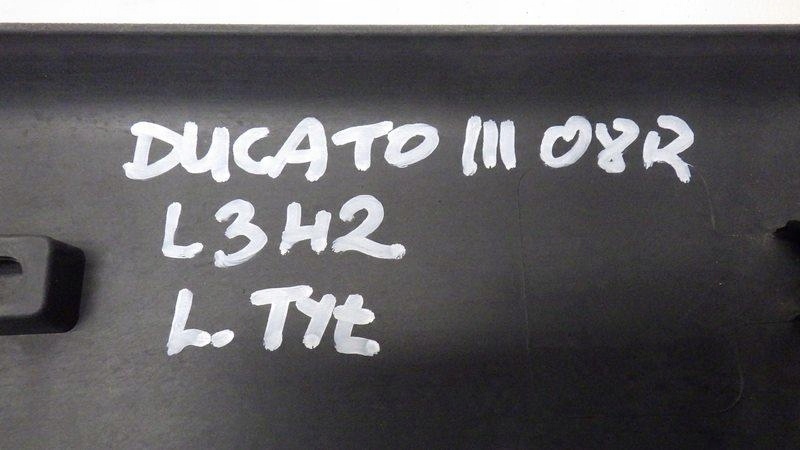 DUCATO III 08R
L3H2
L. TYŁ